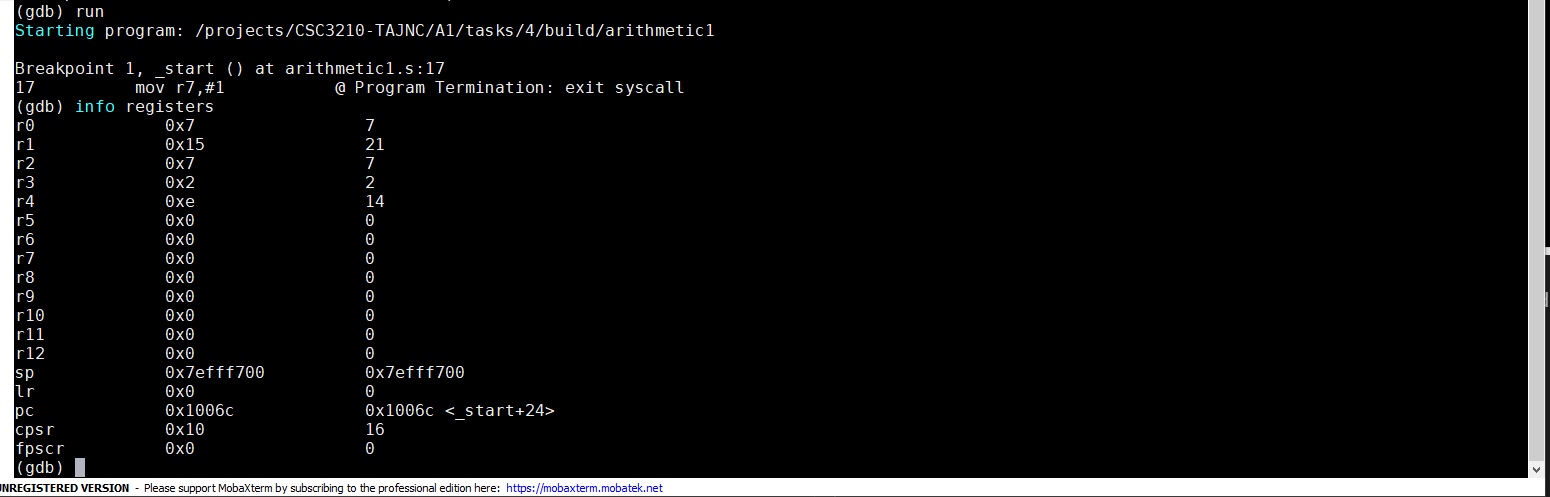 (gdb) run
Starting program: /projects/CSC3210-TAJNC/A1/tasks/4/build/arithmetic1
Breakpoint 1, _start () at arithmetic1.s:17
17          mov r7,#1           @ Program Termination: exit syscall
(gdb) info registers
r0             0x7                 7
r1             0x15                21
r2             0x7                 7
r3             0x2                 2
r4             0xe                 14
r5             0x0                 0
r6             0x0                 0
r7             0x0                 0
r8             0x0                 0
r9             0x0                 0
r10            0x0                 0
r11            0x0                 0
r12            0x0                 0
sp             0x7efff700          0x7efff700
lr             0x0                 0
pc             0x1006c             0x1006c <_start+24>
cpsr           0x10                16
fpscr          0x0                 0
(gdb)
UNREGISTERED VERSION - Please support MobaXterm by subscribing to the professional edition here: https://mobaxterm.mobatek.net